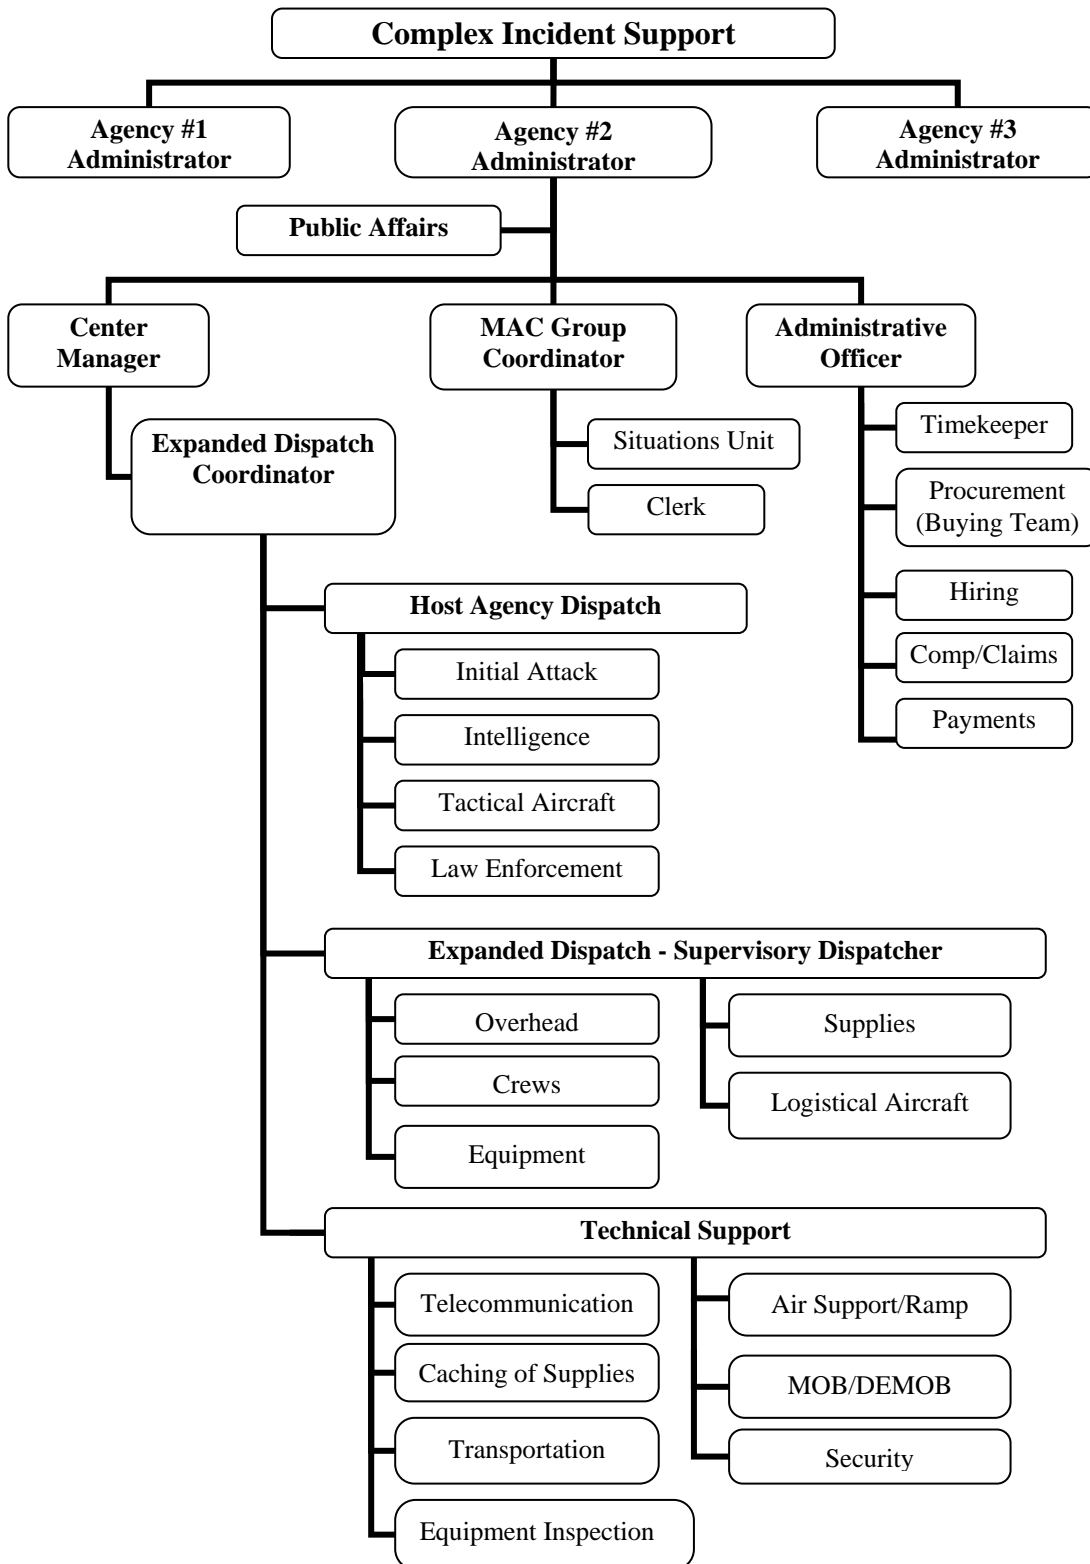 Complex Incident Support
Agency #1
Administrator
Agency #2
Administrator
Agency #3
Administrator
Public Affairs
Center
Manager
MAC Group
Coordinator
Administrative
Officer
Expanded Dispatch
Coordinator
Situations Unit
Clerk
Timekeeper
Procurement
(Buying Team)
Hiring
Comp/Claims
Payments
Host Agency Dispatch
Initial Attack
Intelligence
Tactical Aircraft
Law Enforcement
Expanded Dispatch - Supervisory Dispatcher
Overhead
Crews
Equipment
Supplies
Logistical Aircraft
Technical Support
Telecommunication
Caching of Supplies
Transportation
Equipment Inspection
Air Support/Ramp
MOB/DEMOB
Security